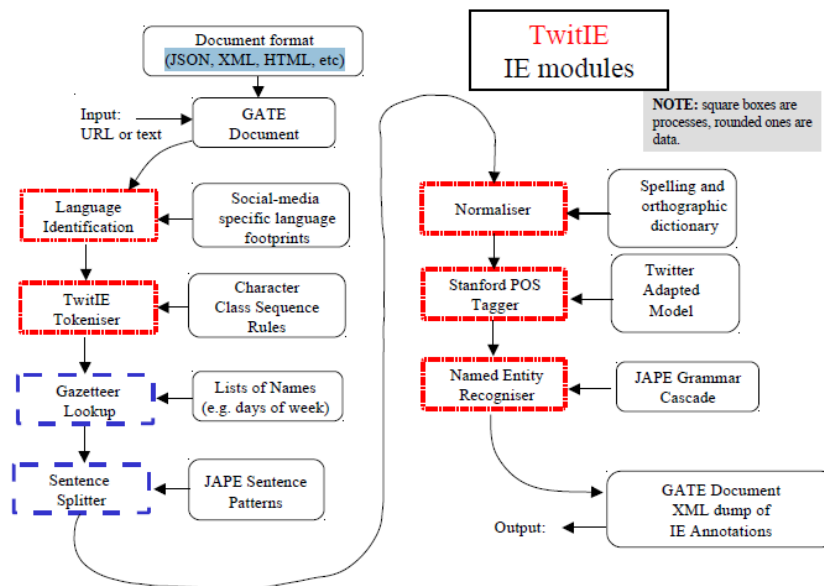 TwitIE
IE modules
NOTE: square boxes are
processes, rounded ones are
data.
Document format
(JSON, XML, HTML, etc)
Input:
URL or text
GATE
Document
Language
Identification
Social-media
specific language
footprints
TwitIE
Tokeniser
Character
Class Sequence
Rules
Gazetteer
Lookup
Lists of Names
(e.g. days of week)
Sentence
Splitter
JAPE Sentence
Patterns
Normaliser
Spelling and
orthographic
dictionary
Stanford POS
Tagger
Twitter
Adapted
Model
Named Entity
Recogniser
JAPE Grammar
Cascade
Output:
GATE Document
XML dump of
IE Annotations